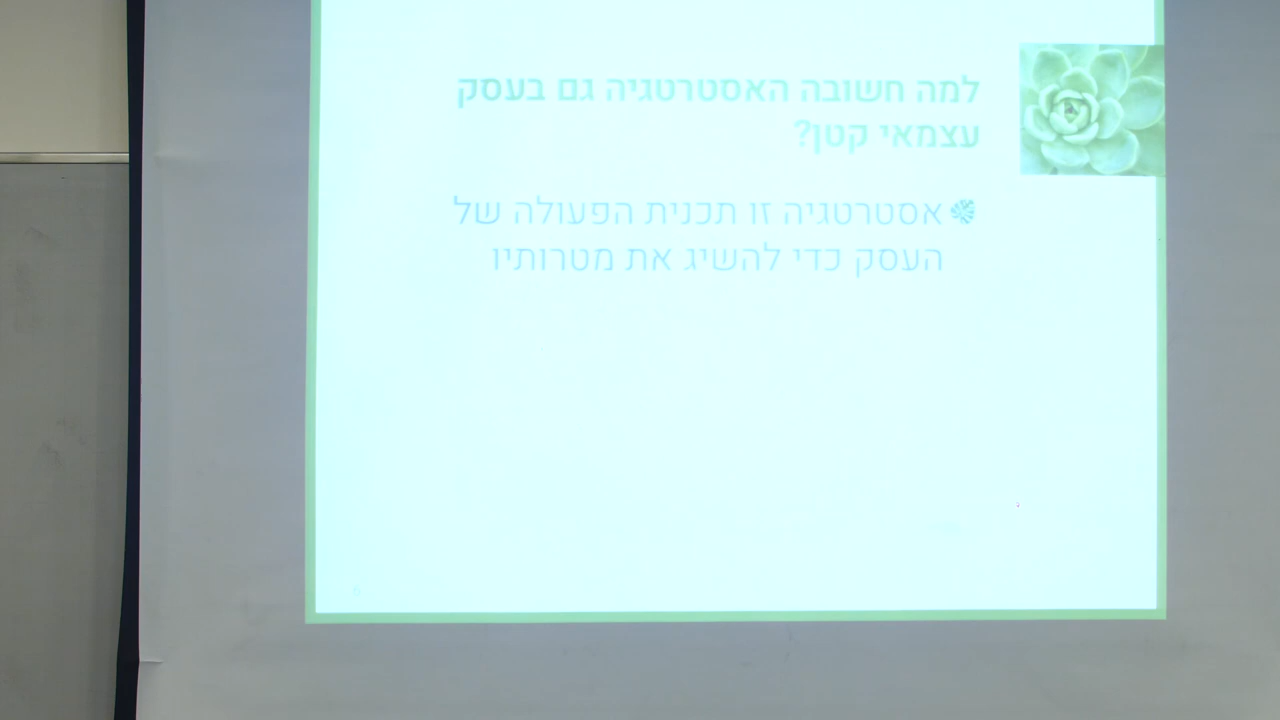 למה חשובה האסטרטגיה גם בעסק
עצמאי קטן?
אסטרטגיה זו תכנית הפעולה של
העסק כדי להשיג את מטרותיו